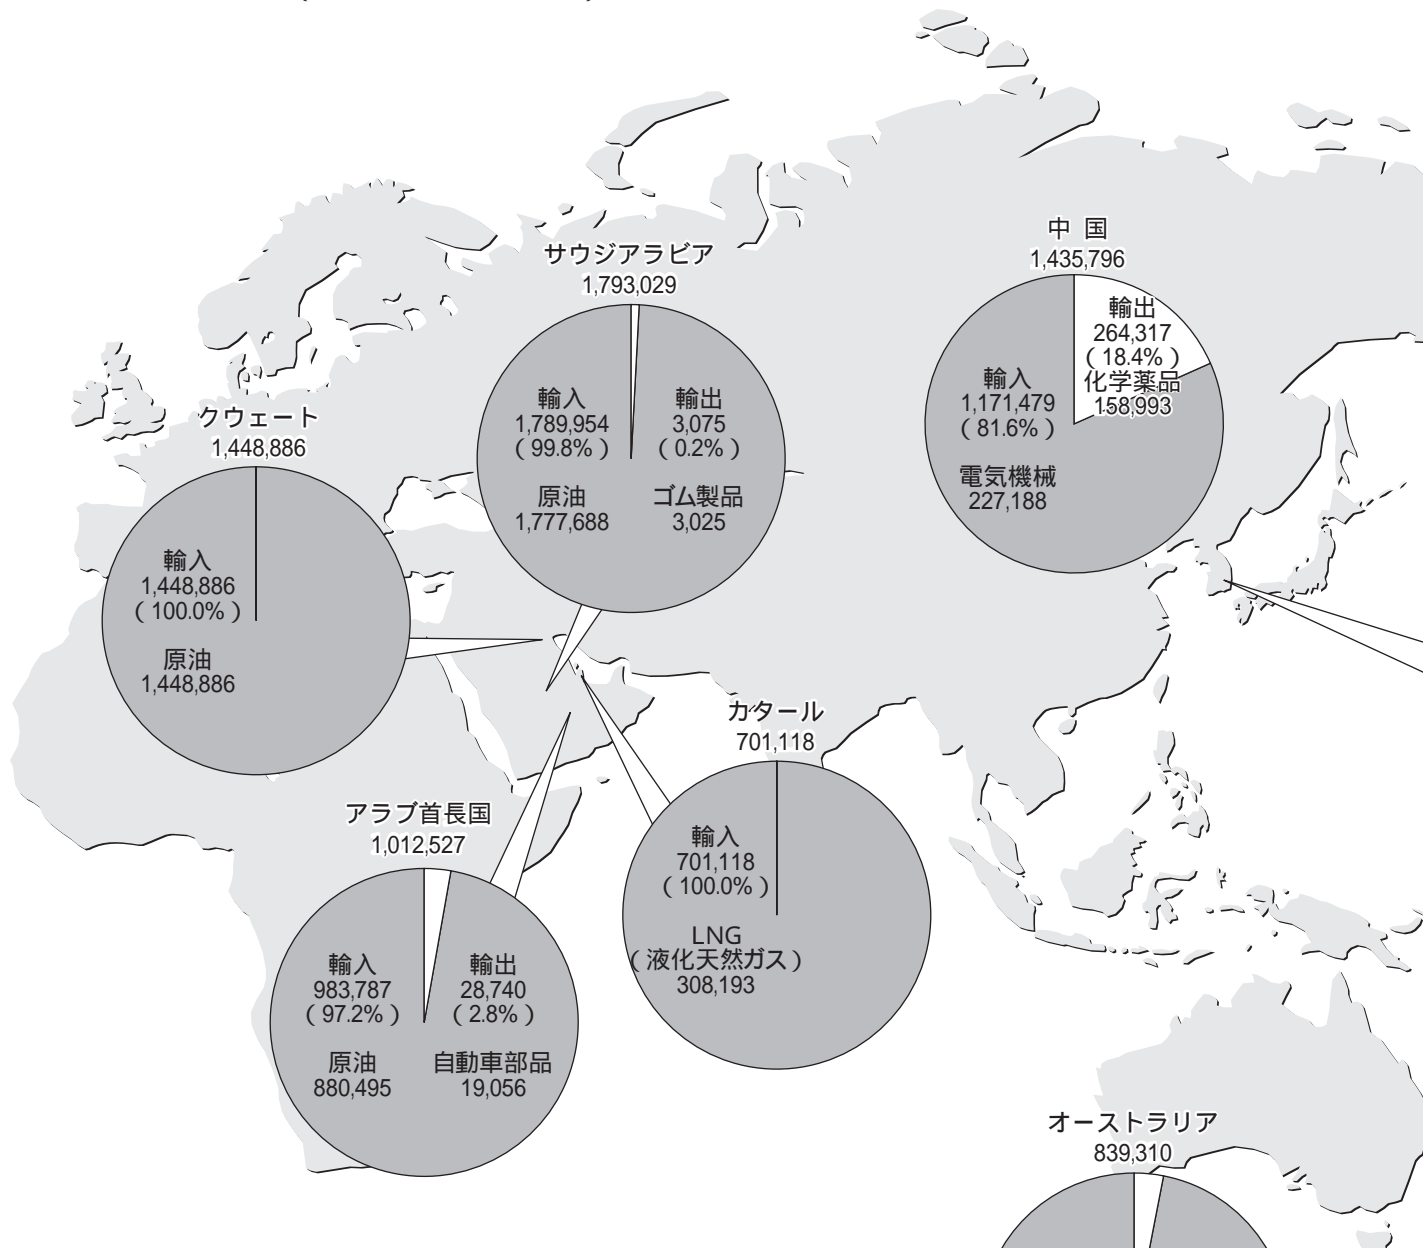 中 国
1,435,796
輸出
264,317
(18.4%)
化学薬品
158,993
輸入
1,171,479
(81.6%)
電気機械
227,188
サウジアラビア
1,793,029
輸入
1,789,954
(99.8%)
原油
1,777,688
輸出
3,075
(0.2%)
ゴム製品
3,025
クウェート
1,448,886
輸入
1,448,886
(100.0%)
原油
1,448,886
カタール
701,118
輸入
701,118
(100.0%)
LNG
(液化天然ガス)
308,193
アラブ首長国
1,012,527
輸入
983,787
(97.2%)
原油
880,495
輸出
28,740
(2.8%)
自動車部品
19,056
オーストラリア
839,310